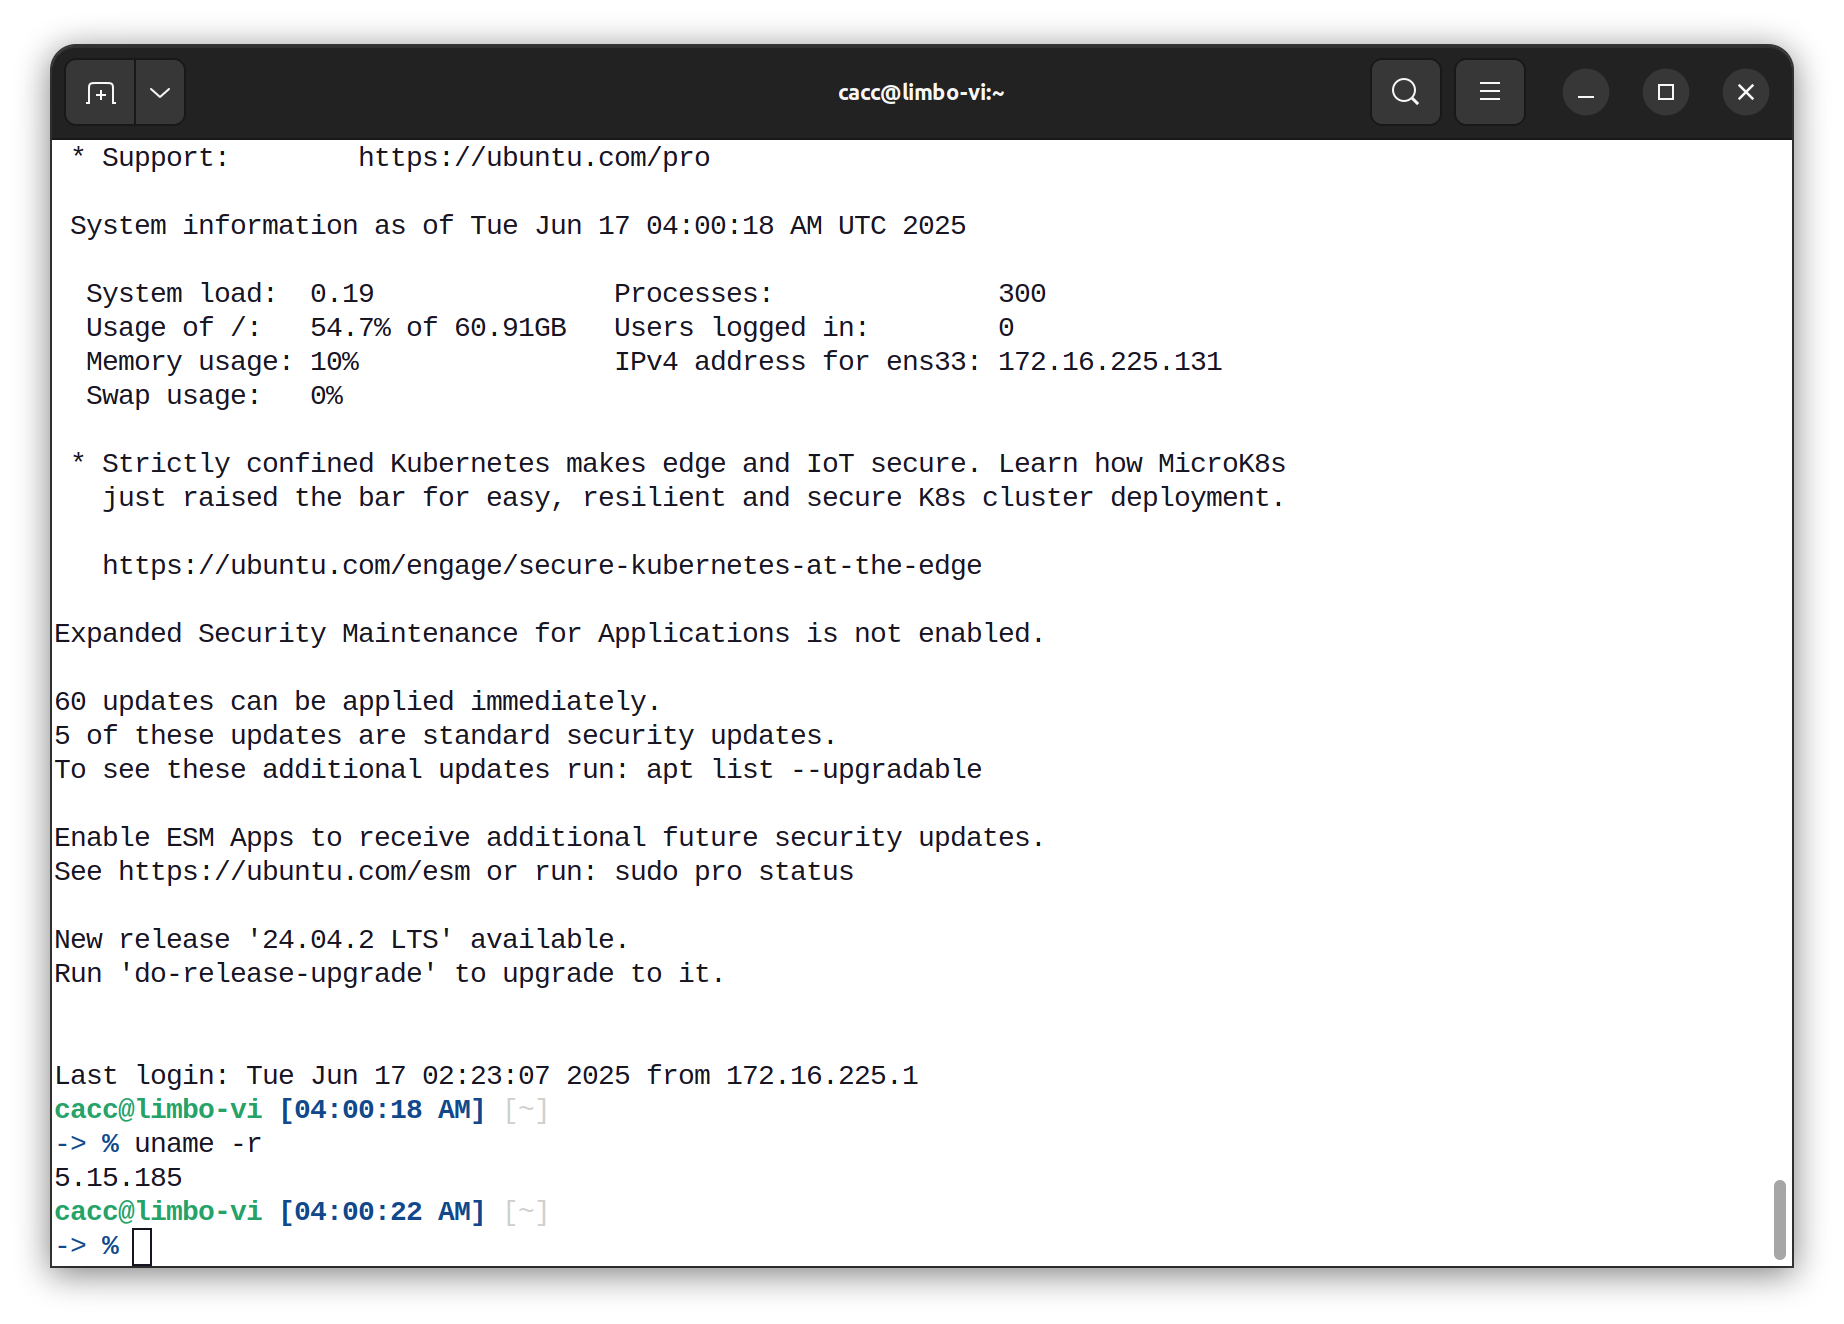 cacc@limbo-vi:~
 * Support:        https://ubuntu.com/pro

 System information as of Tue Jun 17 04:00:18 AM UTC 2025

  System load:  0.19               Processes:              300
  Usage of /:   54.7% of 60.91GB   Users logged in:        0
  Memory usage: 10%                IPv4 address for ens33: 172.16.225.131
  Swap usage:   0%

 * Strictly confined Kubernetes makes edge and IoT secure. Learn how MicroK8s
   just raised the bar for easy, resilient and secure K8s cluster deployment.

   https://ubuntu.com/engage/secure-kubernetes-at-the-edge

Expanded Security Maintenance for Applications is not enabled.

60 updates can be applied immediately.
5 of these updates are standard security updates.
To see these additional updates run: apt list --upgradable

Enable ESM Apps to receive additional future security updates.
See https://ubuntu.com/esm or run: sudo pro status

New release '24.04.2 LTS' available.
Run 'do-release-upgrade' to upgrade to it.


Last login: Tue Jun 17 02:23:07 2025 from 172.16.225.1
cacc@limbo-vi [04:00:18 AM] [~]
-> % uname -r
5.15.185
cacc@limbo-vi [04:00:22 AM] [~]
-> %